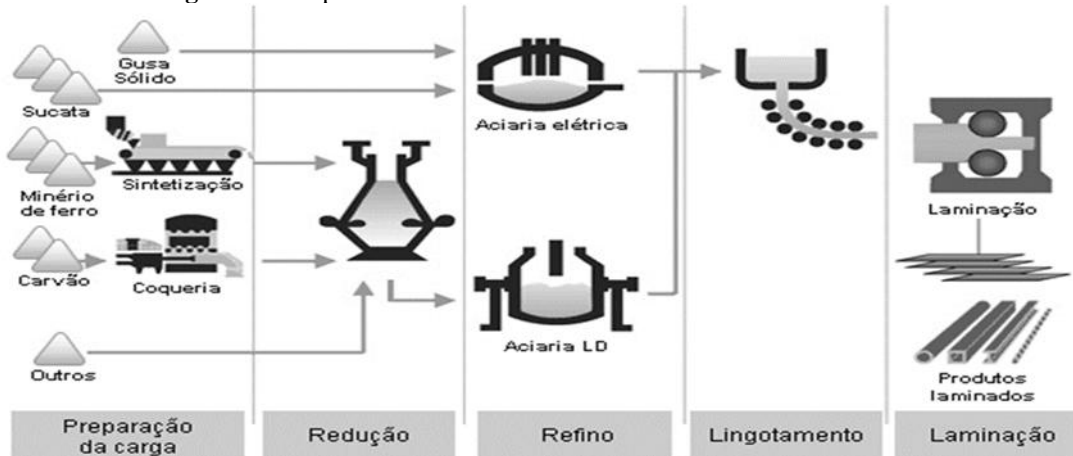 Gusa
Sólido
Sucata
Aciaria elétrica
Sintetização
Minério
de ferro
Laminação
Carvão
Coqueria
Aciaria LD
Outros
Produtos
laminados
Preparação
da carga
Redução
Refino
Lingotamento
Laminação